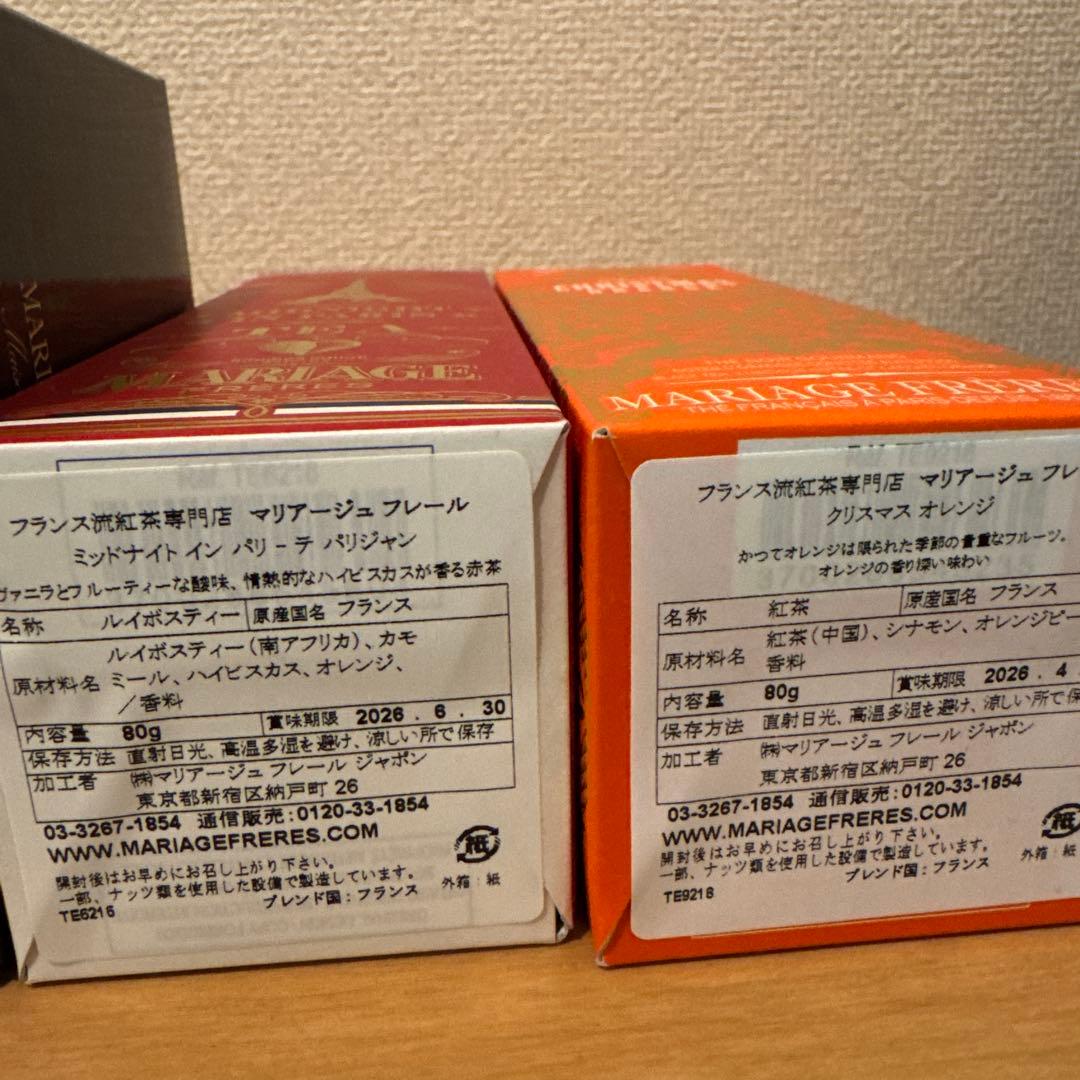 MARI
TEA
MARIAGE
FRÈRES
フランス流紅茶専門店 マリアージュ フレール
ミッドナイト イン パリ - テ パリジャン
ヴァニラとフルーティーな酸味、情熱的なハイビスカスが香る赤茶
名称 ルイボスティー 原産国名 フランス
原材料名 ルイボスティー(南アフリカ)、カモ
ミール、ハイビスカス、オレンジ、
／香料
内容量 80g 賞味期限 2026 . 6 . 30
保存方法 直射日光、高温多湿を避け、涼しい所で保存
加工者 ㈱マリアージュ フレール ジャポン
東京都新宿区納戸町 26
03-3267-1854 通信販売:0120-33-1854
WWW.MARIAGEFRERES.COM
開封後はお早めにお召し上がり下さい。
一部、ナッツ類を使用した設備で製造しています。
TE6216 ブレンド国:フランス
外箱:紙
紙
MARIAGE FRÈRE
フランス流紅茶専門店 マリアージュ フレ
クリスマス オレンジ
かつてオレンジは限られた季節の貴重なフルーツ。
オレンジの香り深い味わい
名称 紅茶 原産国名 フランス
原材料名 紅茶(中国)、シナモン、オレンジピー
香料
内容量 80g 賞味期限 2026 . 4
保存方法 直射日光、高温多湿を避け、涼しい所で保
加工者 ㈱マリアージュ フレール ジャポン
東京都新宿区納戸町 26
03-3267-1854 通信販売:0120-33-1854
WWW.MARIAGEFRERES.COM
開封後はお早めにお召し上がり下さい。
一部、ナッツ類を使用した設備で製造しています。
TE9218 ブレンド国:フランス
外箱:紙